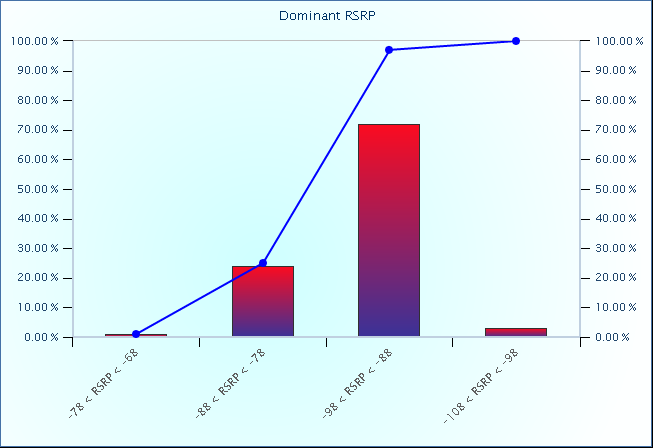 Dominant RSRP
100.00 % 100.00 %
90.00 % 90.00 %
80.00 % 80.00 %
70.00 % 70.00 %
60.00 % 60.00 %
50.00 % 50.00 %
40.00 % 40.00 %
30.00 % 30.00 %
20.00 % 20.00 %
10.00 % 10.00 %
0.00 % 0.00 %
-78 < RSRP < -68
-88 < RSRP < -78
-98 < RSRP < -88
-108 < RSRP < -98